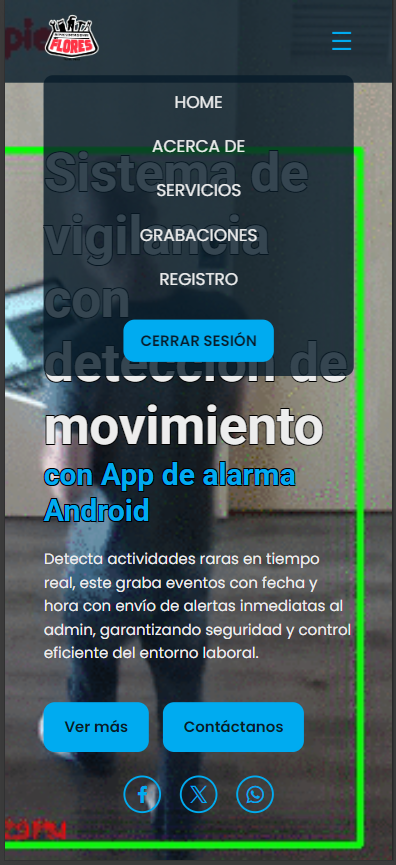 FLORES
HOME
ACERCA DE
SERVICIOS
GRABACIONES
REGISTRO
CERRAR SESIÓN
Sistema de
vigilancia
con
detección de
movimiento
con App de alarma
Android
Detecta actividades raras en tiempo
real, este graba eventos con fecha y
hora con envío de alertas inmediatas al
admin, garantizando seguridad y control
eficiente del entorno laboral.
Ver más
Contáctanos